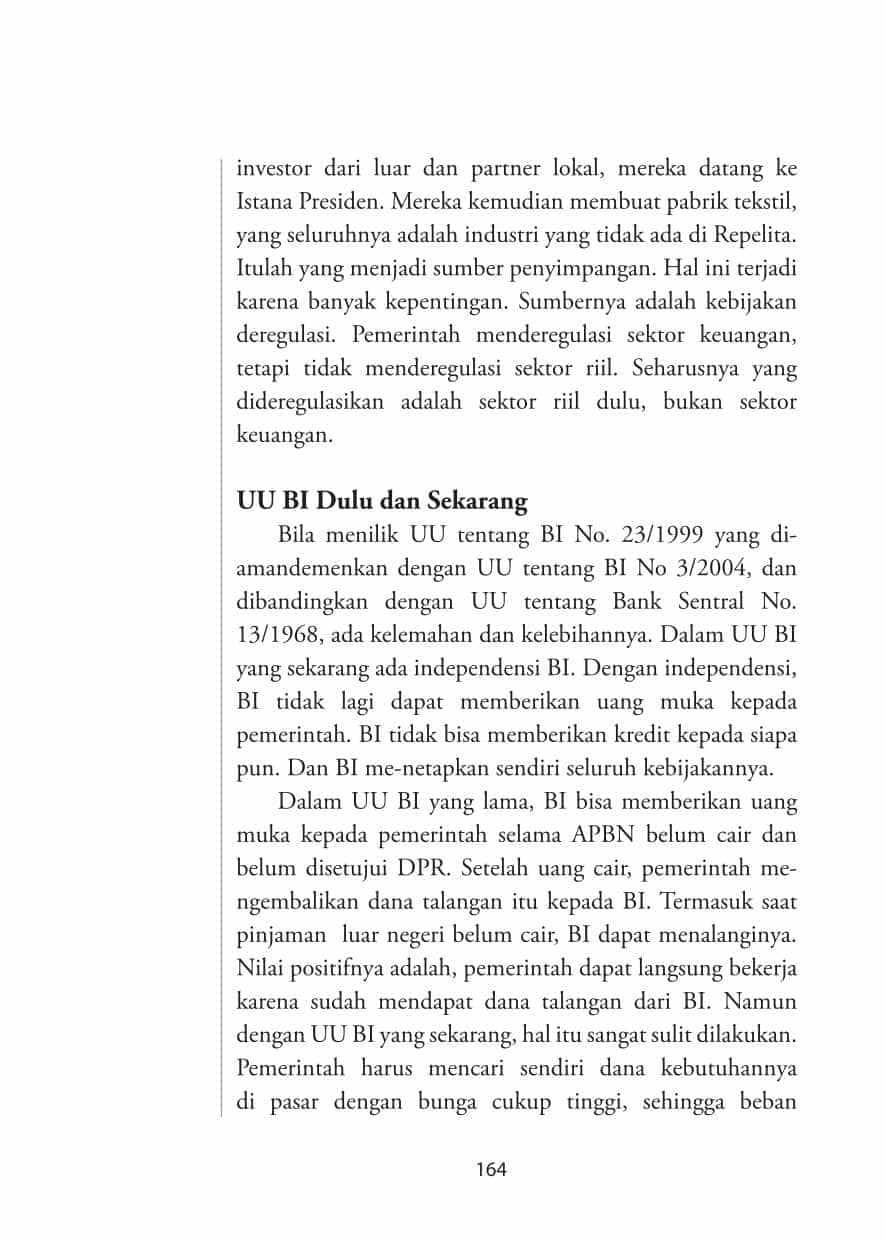 investor dari luar dan partner lokal, mereka datang ke
Istana Presiden. Mereka kemudian membuat pabrik tekstil,
yang seluruhnya adalah industri yang tidak ada di Repelita.
Itulah yang menjadi sumber penyimpangan. Hal ini terjadi
karena banyak kepentingan. Sumbernya adalah kebijakan
deregulasi. Pemerintah menderegulasi sektor keuangan,
tetapi tidak menderegulasi sektor riil. Seharusnya yang
dideregulasikan adalah sektor riil dulu, bukan sektor
keuangan.
UU BI Dulu dan Sekarang
Bila menilik UU tentang BI No. 23/1999 yang di-
amandemenkan dengan UU tentang BI No 3/2004, dan
dibandingkan dengan UU tentang Bank Sentral No.
13/1968, ada kelemahan dan kelebihannya. Dalam UU BI
yang sekarang ada independensi BI. Dengan independensi,
BI tidak lagi dapat memberikan uang muka kepada
pemerintah. BI tidak bisa memberikan kredit kepada siapa
pun. Dan BI me-netapkan sendiri seluruh kebijakannya.
Dalam UU BI yang lama, BI bisa memberikan uang
muka kepada pemerintah selama APBN belum cair dan
belum disetujui DPR. Setelah uang cair, pemerintah me-
ngembalikan dana talangan itu kepada BI. Termasuk saat
pinjaman  luar negeri belum cair, BI dapat menalanginya.
Nilai positifnya adalah, pemerintah dapat langsung bekerja
karena sudah mendapat dana talangan dari BI. Namun
dengan UU BI yang sekarang, hal itu sangat sulit dilakukan.
Pemerintah harus mencari sendiri dana kebutuhannya
di pasar dengan bunga cukup tinggi, sehingga beban
164